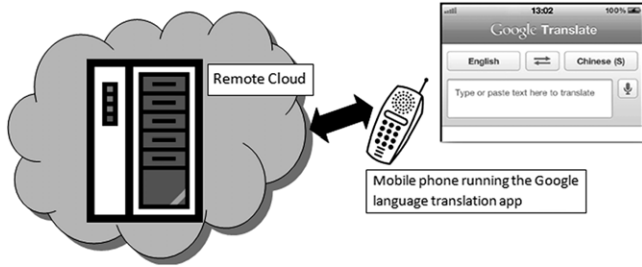 13:02
100%
Google Translate
English
Chinese (S)
Type or paste text here to translate
Remote Cloud
Mobile phone running the Google
language translation app